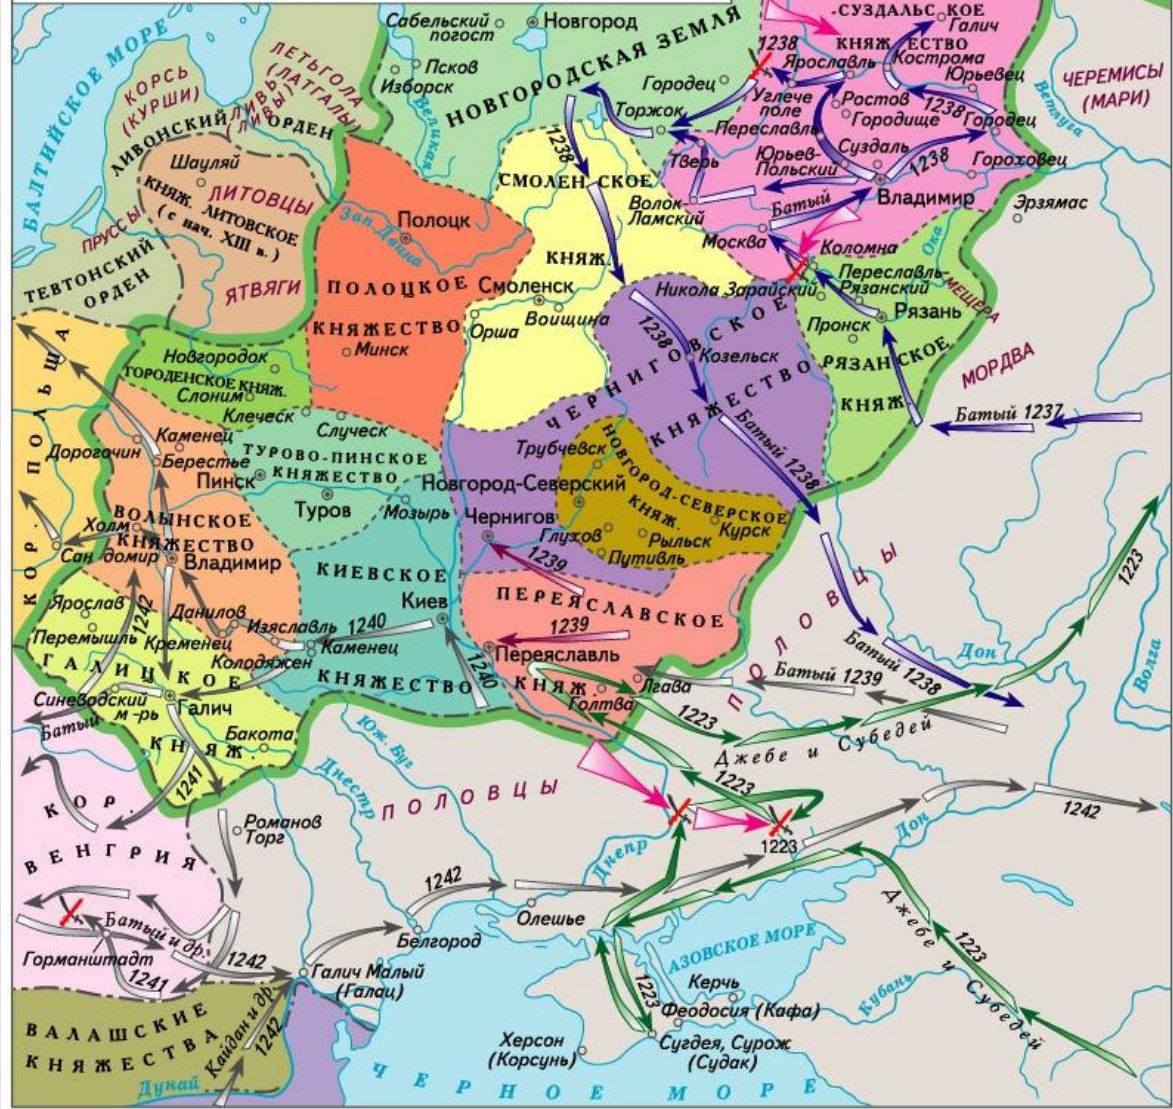 БАЛТИЙСКОЕ МОРЕ
Сабельский
погост
Новгород
Псков
Изборск
Великая
НОВГОРОДСКАЯ ЗЕМЛЯ
Городец
Торжок
1238
-СУЗДАЛЬСКОЕ
КНЯЖЕСТВО
Галич
Ярославль
Кострома
Юрьевец
Углече
поле
Ростов
Городище
1238
Городец
Переславль
Тверь
Юрьев-
Польский
Суздаль
1238
Гороховец
Владимир
Волок
Ламский
Батый
Москва
Коломна
Ока
Ветлуга
ЧЕРЕМИСЫ
(МАРИ)
Эрзямас
КОРСЬ
(КУРШИ)
ЛИВЬ
(ЛИВЫ)
ЛЕТЬГОЛА
(ЛАТГАЛЫ)
ЛИВОНСКИЙ
ОРДЕН
Шауляй
КНЯЖ. ЛИТОВСКОЕ
(с нач. XIII в.)
ЛИТОВЦЫ
ПРУССЫ
ТЕВТОНСКИЙ
ОРДЕН
ЯТВЯГИ
Зап. Двина
Полоцк
ПОЛОЦКОЕ
КНЯЖЕСТВО
Минск
1238
СМОЛЕНСКОЕ
КНЯЖ.
Смоленск
Орша
Воищина
Никола Зарайский
Переславль-
Рязанский
МЕЩЕРА
Рязань
Пронск
РЯЗАНСКОЕ
КНЯЖ.
МОРДВА
Батый 1237
1238
Козельск
ЧЕРНИГОВСКОЕ
КНЯЖЕСТВО
Батый 1238
КОР. ПОЛЬША
Новгородок
ГОРОДЕНСКОЕ КНЯЖ.
Слоним
Клеческ
Случеск
Дорогочин
Каменец
Берестье
Пинск
ТУРОВО-ПИНСКОЕ
КНЯЖЕСТВО
Туров
Мозырь
Трубчевск
Новгород-Северский
НОВГОРОД-СЕВЕРСКОЕ
КНЯЖ.
Курск
Рыльск
Глухов
Путивль
Чернигов
1239
ВОЛЫНСКОЕ
КНЯЖЕСТВО
Холм
Сандомир
Владимир
1242
КИЕВСКОЕ
КНЯЖЕСТВО
Киев
1240
1240
Данилов
Изяславль
Каменец
Кременец
Колодяжен
Ярослав
Перемышль
ГАЛИЦКОЕ
КНЯЖ.
Синеводский
м-рь
Галич
Бакота
Батый
1241
ПЕРЕЯСЛАВСКОЕ
КНЯЖ.
1239
Переяславль
Лтава
Голтва
Батый 1239
ПОЛОВЦЫ
Батый 1238
Дон
Волга
1223
1223
Джебе и Субедей
1223
ПОЛОВЦЫ
Юж. Буг
Днестр
КОР.
ВЕНГРИЯ
Романов
Торг
Батый и др.
Горманштадт
1241
1242
Галич Малый
(Галац)
ВАЛАШСКИЕ
КНЯЖЕСТВА
Кайдан и др.
1242
Дунай
1242
Белгород
Олешье
Днепр
1223
Дон
1242
Джебе и Субедей
1223
АЗОВСКОЕ МОРЕ
Кубань
Керчь
Феодосия (Кафа)
1223
Сугдея, Сурож
(Судак)
Херсон
(Корсунь)
ЧЕРНОЕ МОРЕ